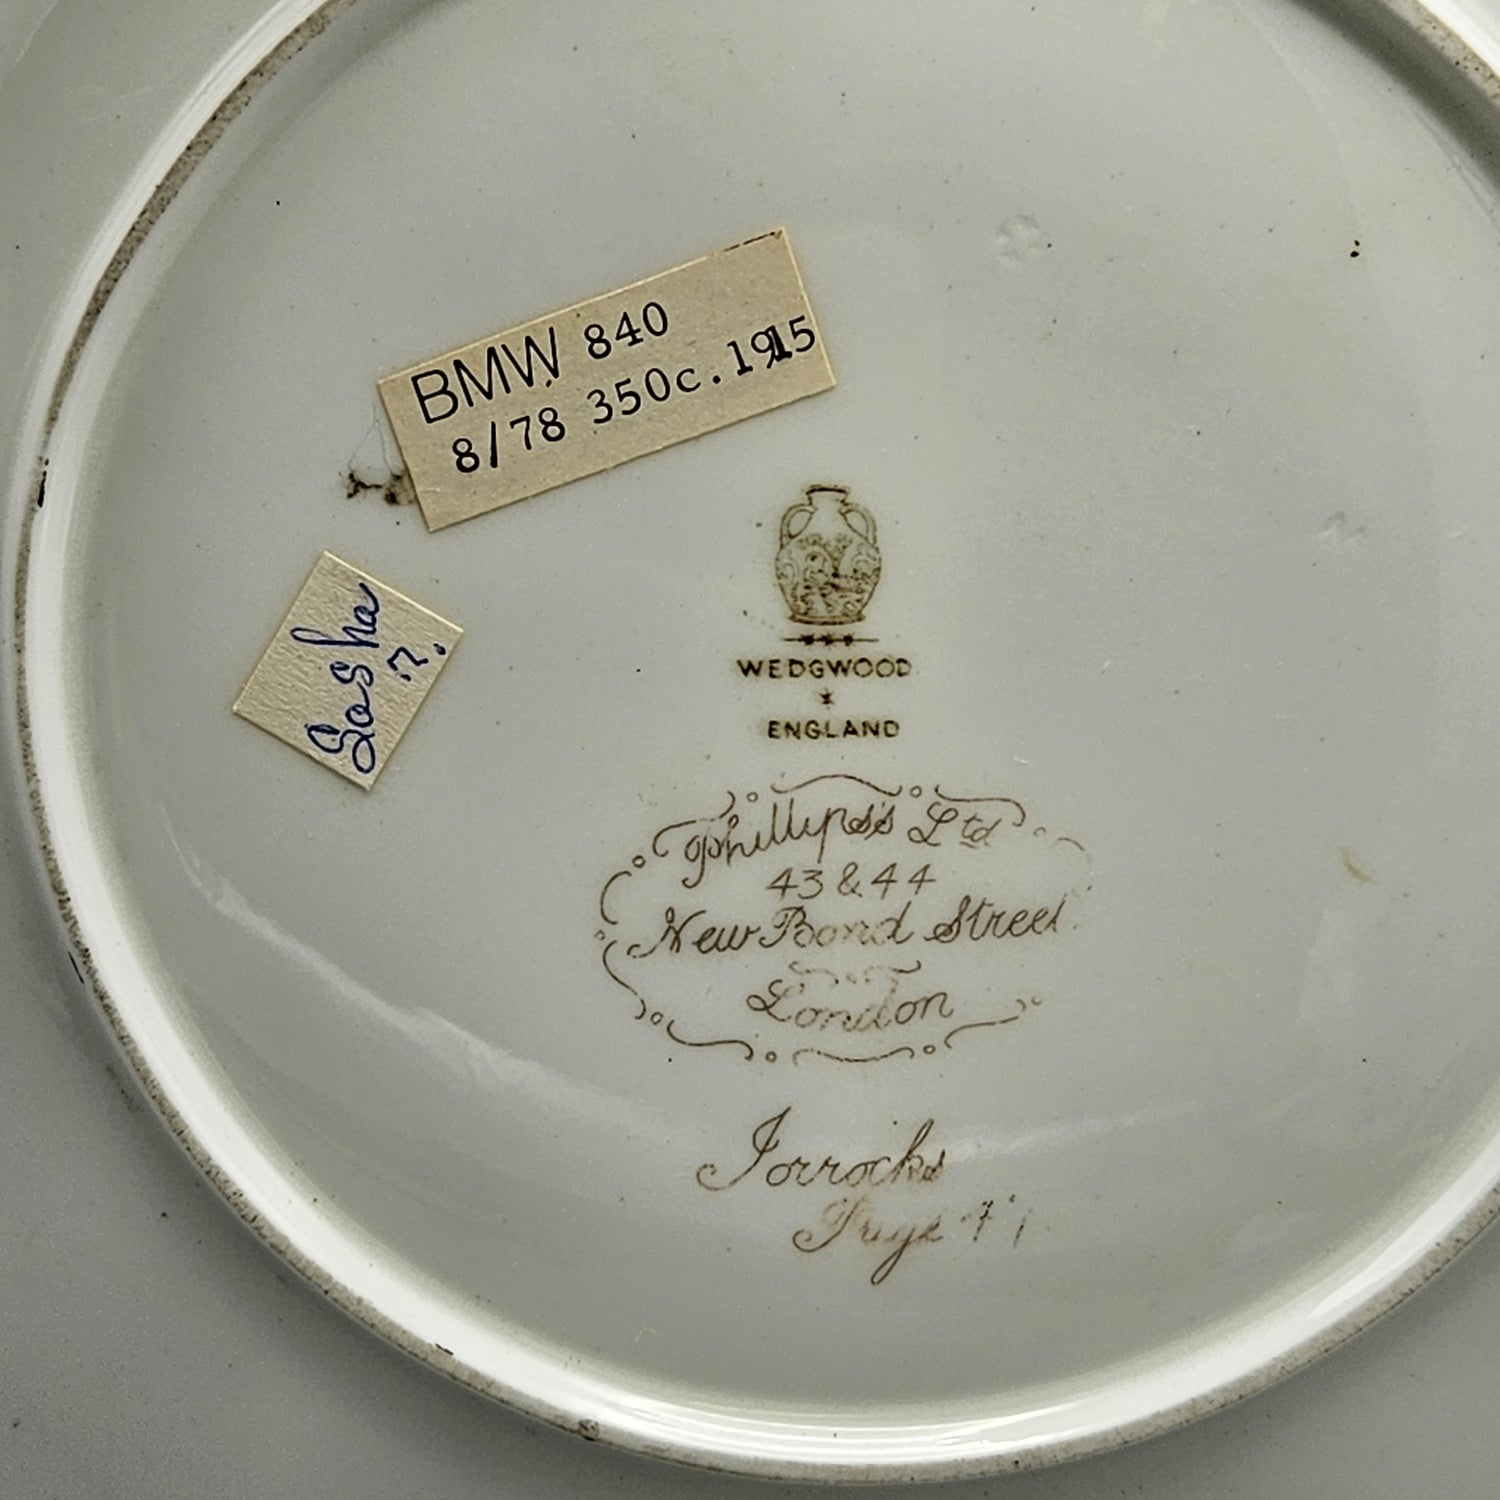 BMW 840
8/78 350c.1915
Sasha
n.
WEDGWOOD
ENGLAND
Phillips's Ltd
43 & 44
New Bond Street
London
Jorrocks